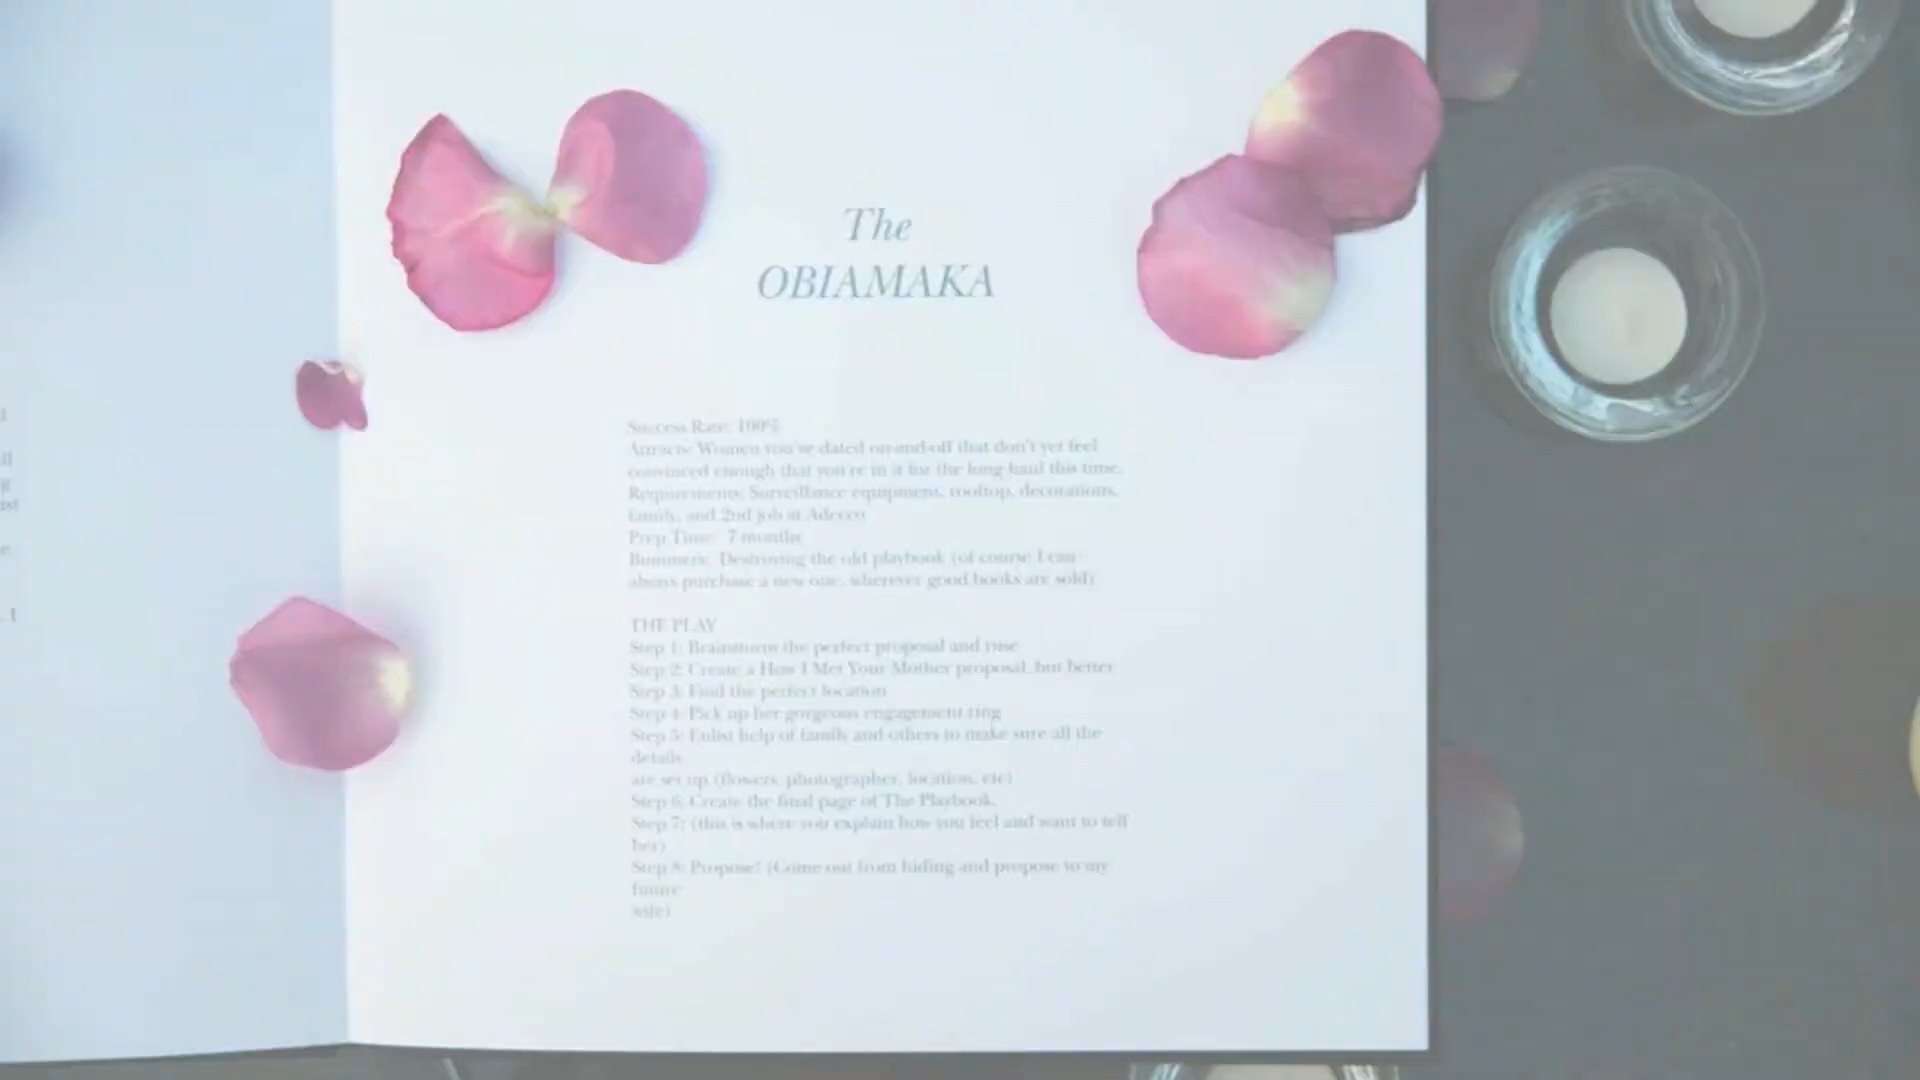 The
OBIAMAKA
Success Rate: 100%
Attracts: Women you've dated on-and-off that don't yet feel
convinced enough that you're in it for the long haul this time.
Requirements: Surveillance equipment, rooftop, decorations,
family, and 2nd job at Adecco
Prep Time: 7 months
Bummers: Destroying the old playbook (of course I can
always purchase a new one, wherever good books are sold)
THE PLAY
Step 1: Brainstorm the perfect proposal and ruse
Step 2: Create a How I Met Your Mother proposal, but better
Step 3: Find the perfect location
Step 4: Pick up her gorgeous engagement ring
Step 5: Enlist help of family and others to make sure all the
details
are set up (flowers, photographer, location, etc)
Step 6: Create the final page of The Playbook.
Step 7: (this is where you explain how you feel and want to tell
her)
Step 8: Propose! (Come out from hiding and propose to my
future
wife)